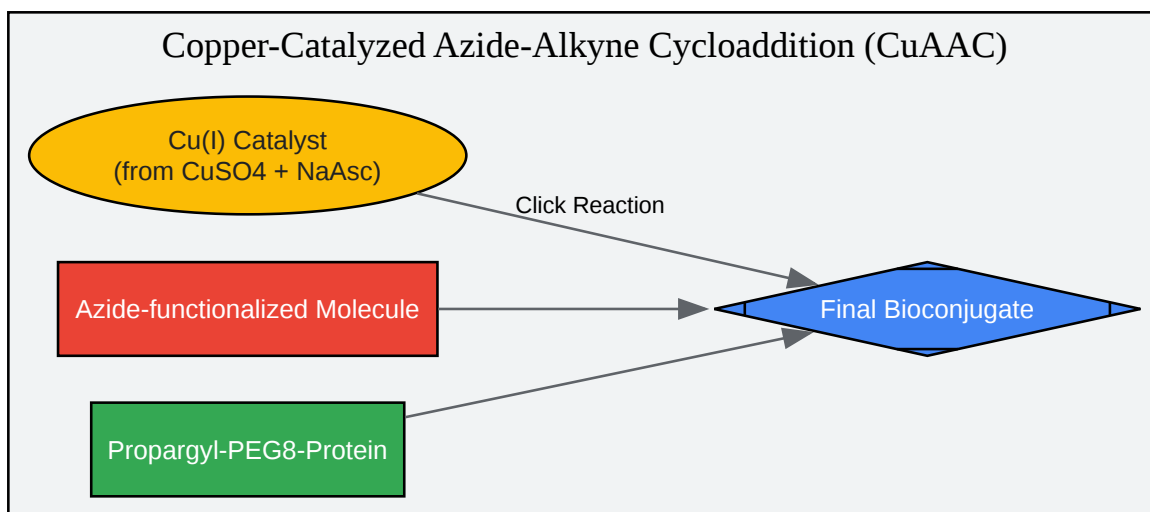 Copper-Catalyzed Azide-Alkyne Cycloaddition (CuAAC)
Cu(I) Catalyst
(from CuSO4 + NaAsc)
Click Reaction
Azide-functionalized Molecule
Final Bioconjugate
Propargyl-PEG8-Protein